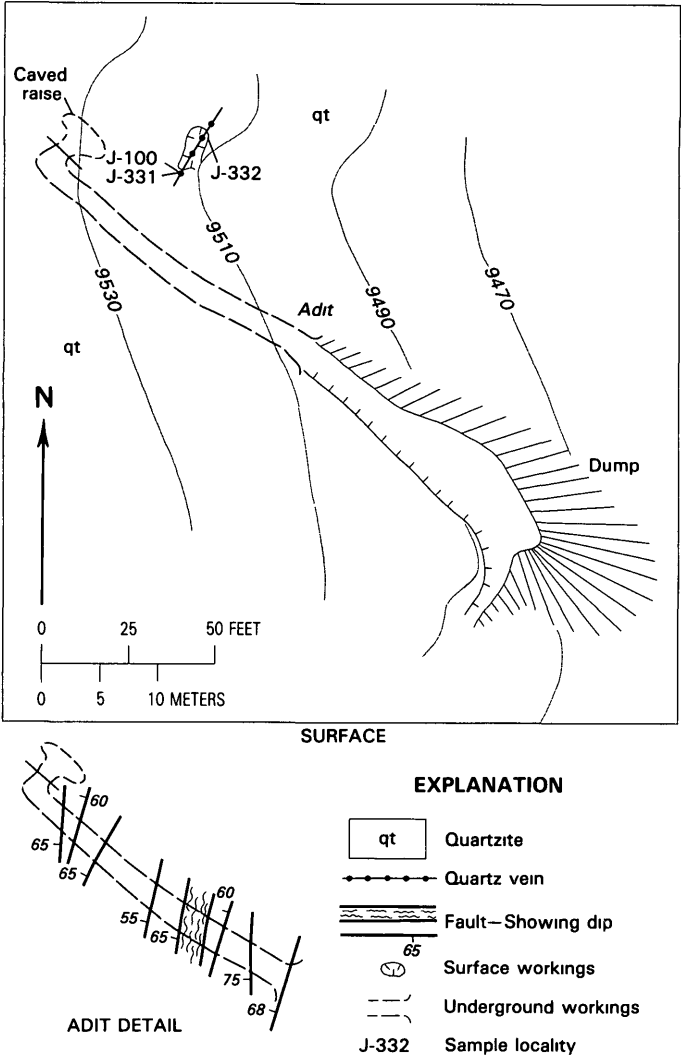 Caved
raise
qt
J-100
J-331
J-332
9510
9530
9490
9470
Adit
qt
N
Dump
0 25 50 FEET
0 5 10 METERS
SURFACE
60
65
65
60
55
65
75
68
ADIT DETAIL
EXPLANATION
qt Quartzite
Quartz vein
Fault—Showing dip
65
Surface workings
Underground workings
J-332 Sample locality